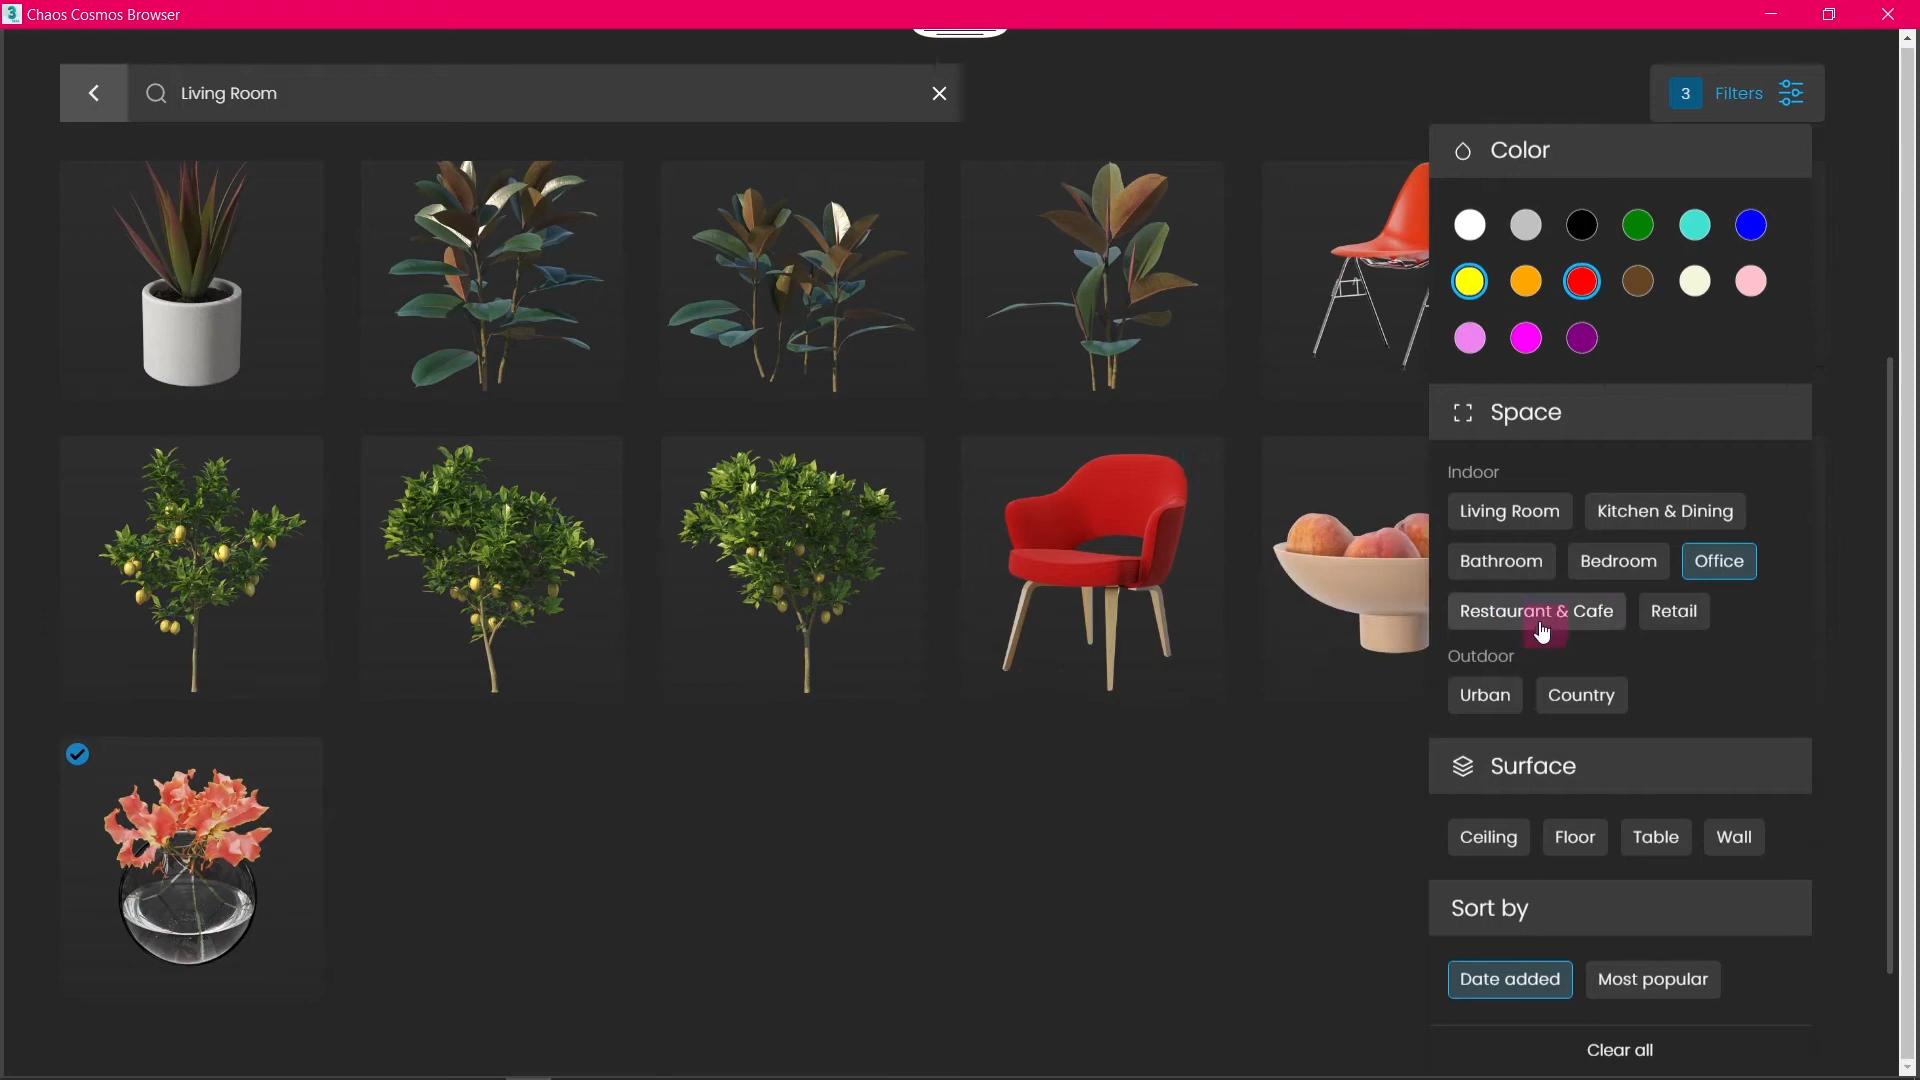 Chaos Cosmos Browser
Living Room
3 Filters
Color
Space
Indoor
Living Room Kitchen & Dining
Bathroom Bedroom Office
Restaurant & Cafe Retail
Outdoor
Urban Country
Surface
Ceiling Floor Table Wall
Sort by
Date added Most popular
Clear all